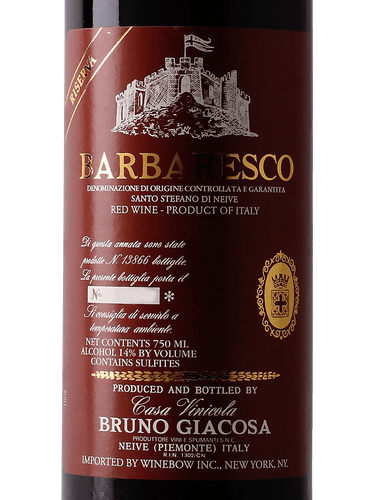 RISERVA
BARBARESCO
DENOMINAZIONE DI ORIGINE CONTROLLATA E GARANTITA
SANTO STEFANO DI NEIVE
RED WINE - PRODUCT OF ITALY
Di questa annata sono state
prodotte N. 13866 bottiglie.
La presente bottiglia porta il
No *
Si consiglia di servirlo a
temperatura ambiente.
NET CONTENTS 750 ML
ALCOHOL 14% BY VOLUME
CONTAINS SULFITES
PRODUCED AND BOTTLED BY
Casa Vinicola
BRUNO GIACOSA
PRODUTTORE VINI E SPUMANTI S.N.C.
NEIVE (PIEMONTE) ITALY
R.I.N. 1302/CN
IMPORTED BY WINEBOW INC., NEW YORK, NY.